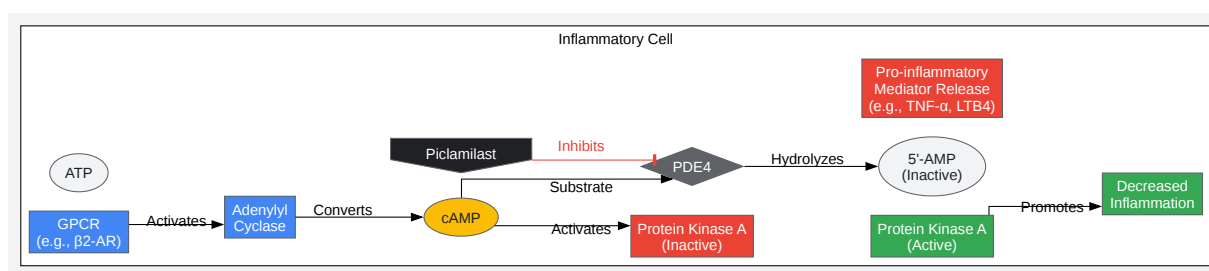 Inflammatory Cell
Pro-inflammatory
Mediator Release
(e.g., TNF-α, LTB4)
ATP
Piclamilast
Inhibits
PDE4
Hydrolyzes
5'-AMP
(Inactive)
Substrate
GPCR
(e.g., β2-AR)
Activates
Adenylyl
Cyclase
Converts
cAMP
Activates
Protein Kinase A
(Inactive)
Protein Kinase A
(Active)
Promotes
Decreased
Inflammation